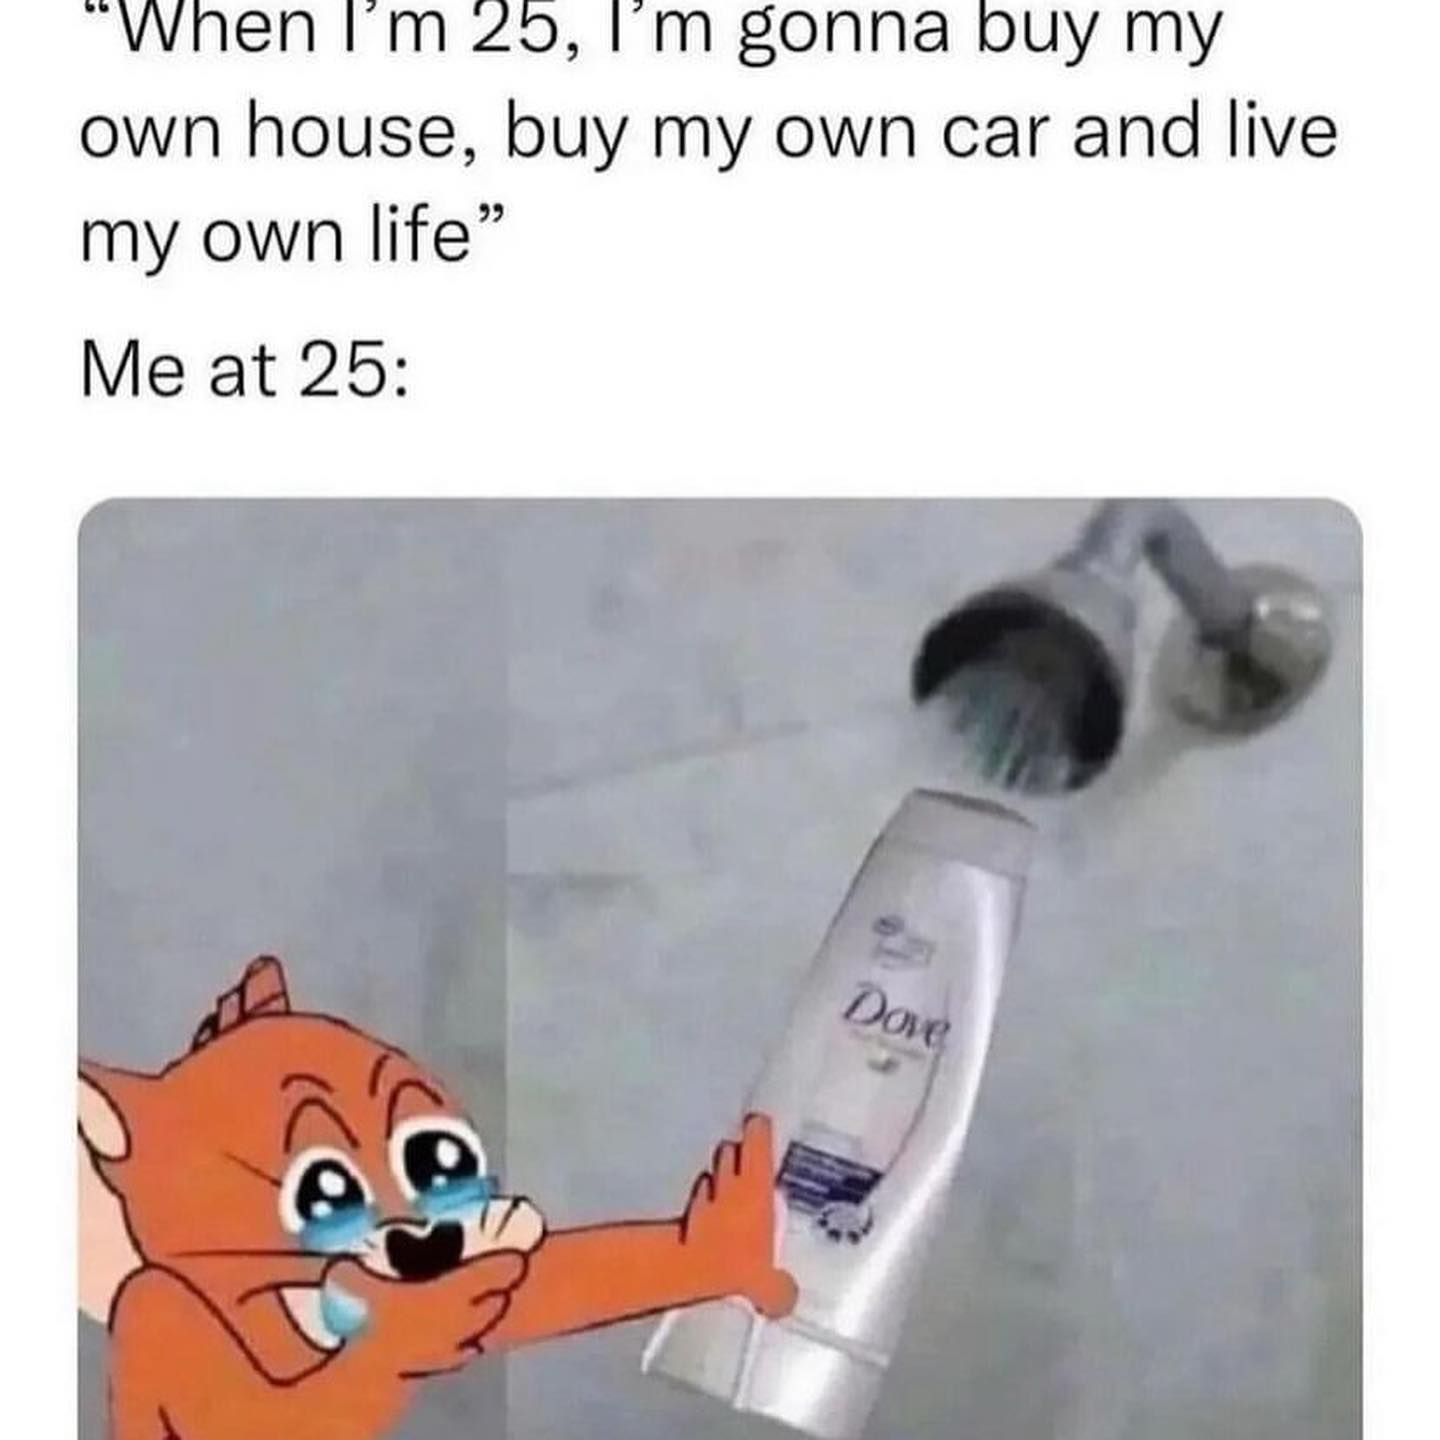 “When I’m 25, I’m gonna buy my
own house, buy my own car and live
my own life”
Me at 25:
Dove